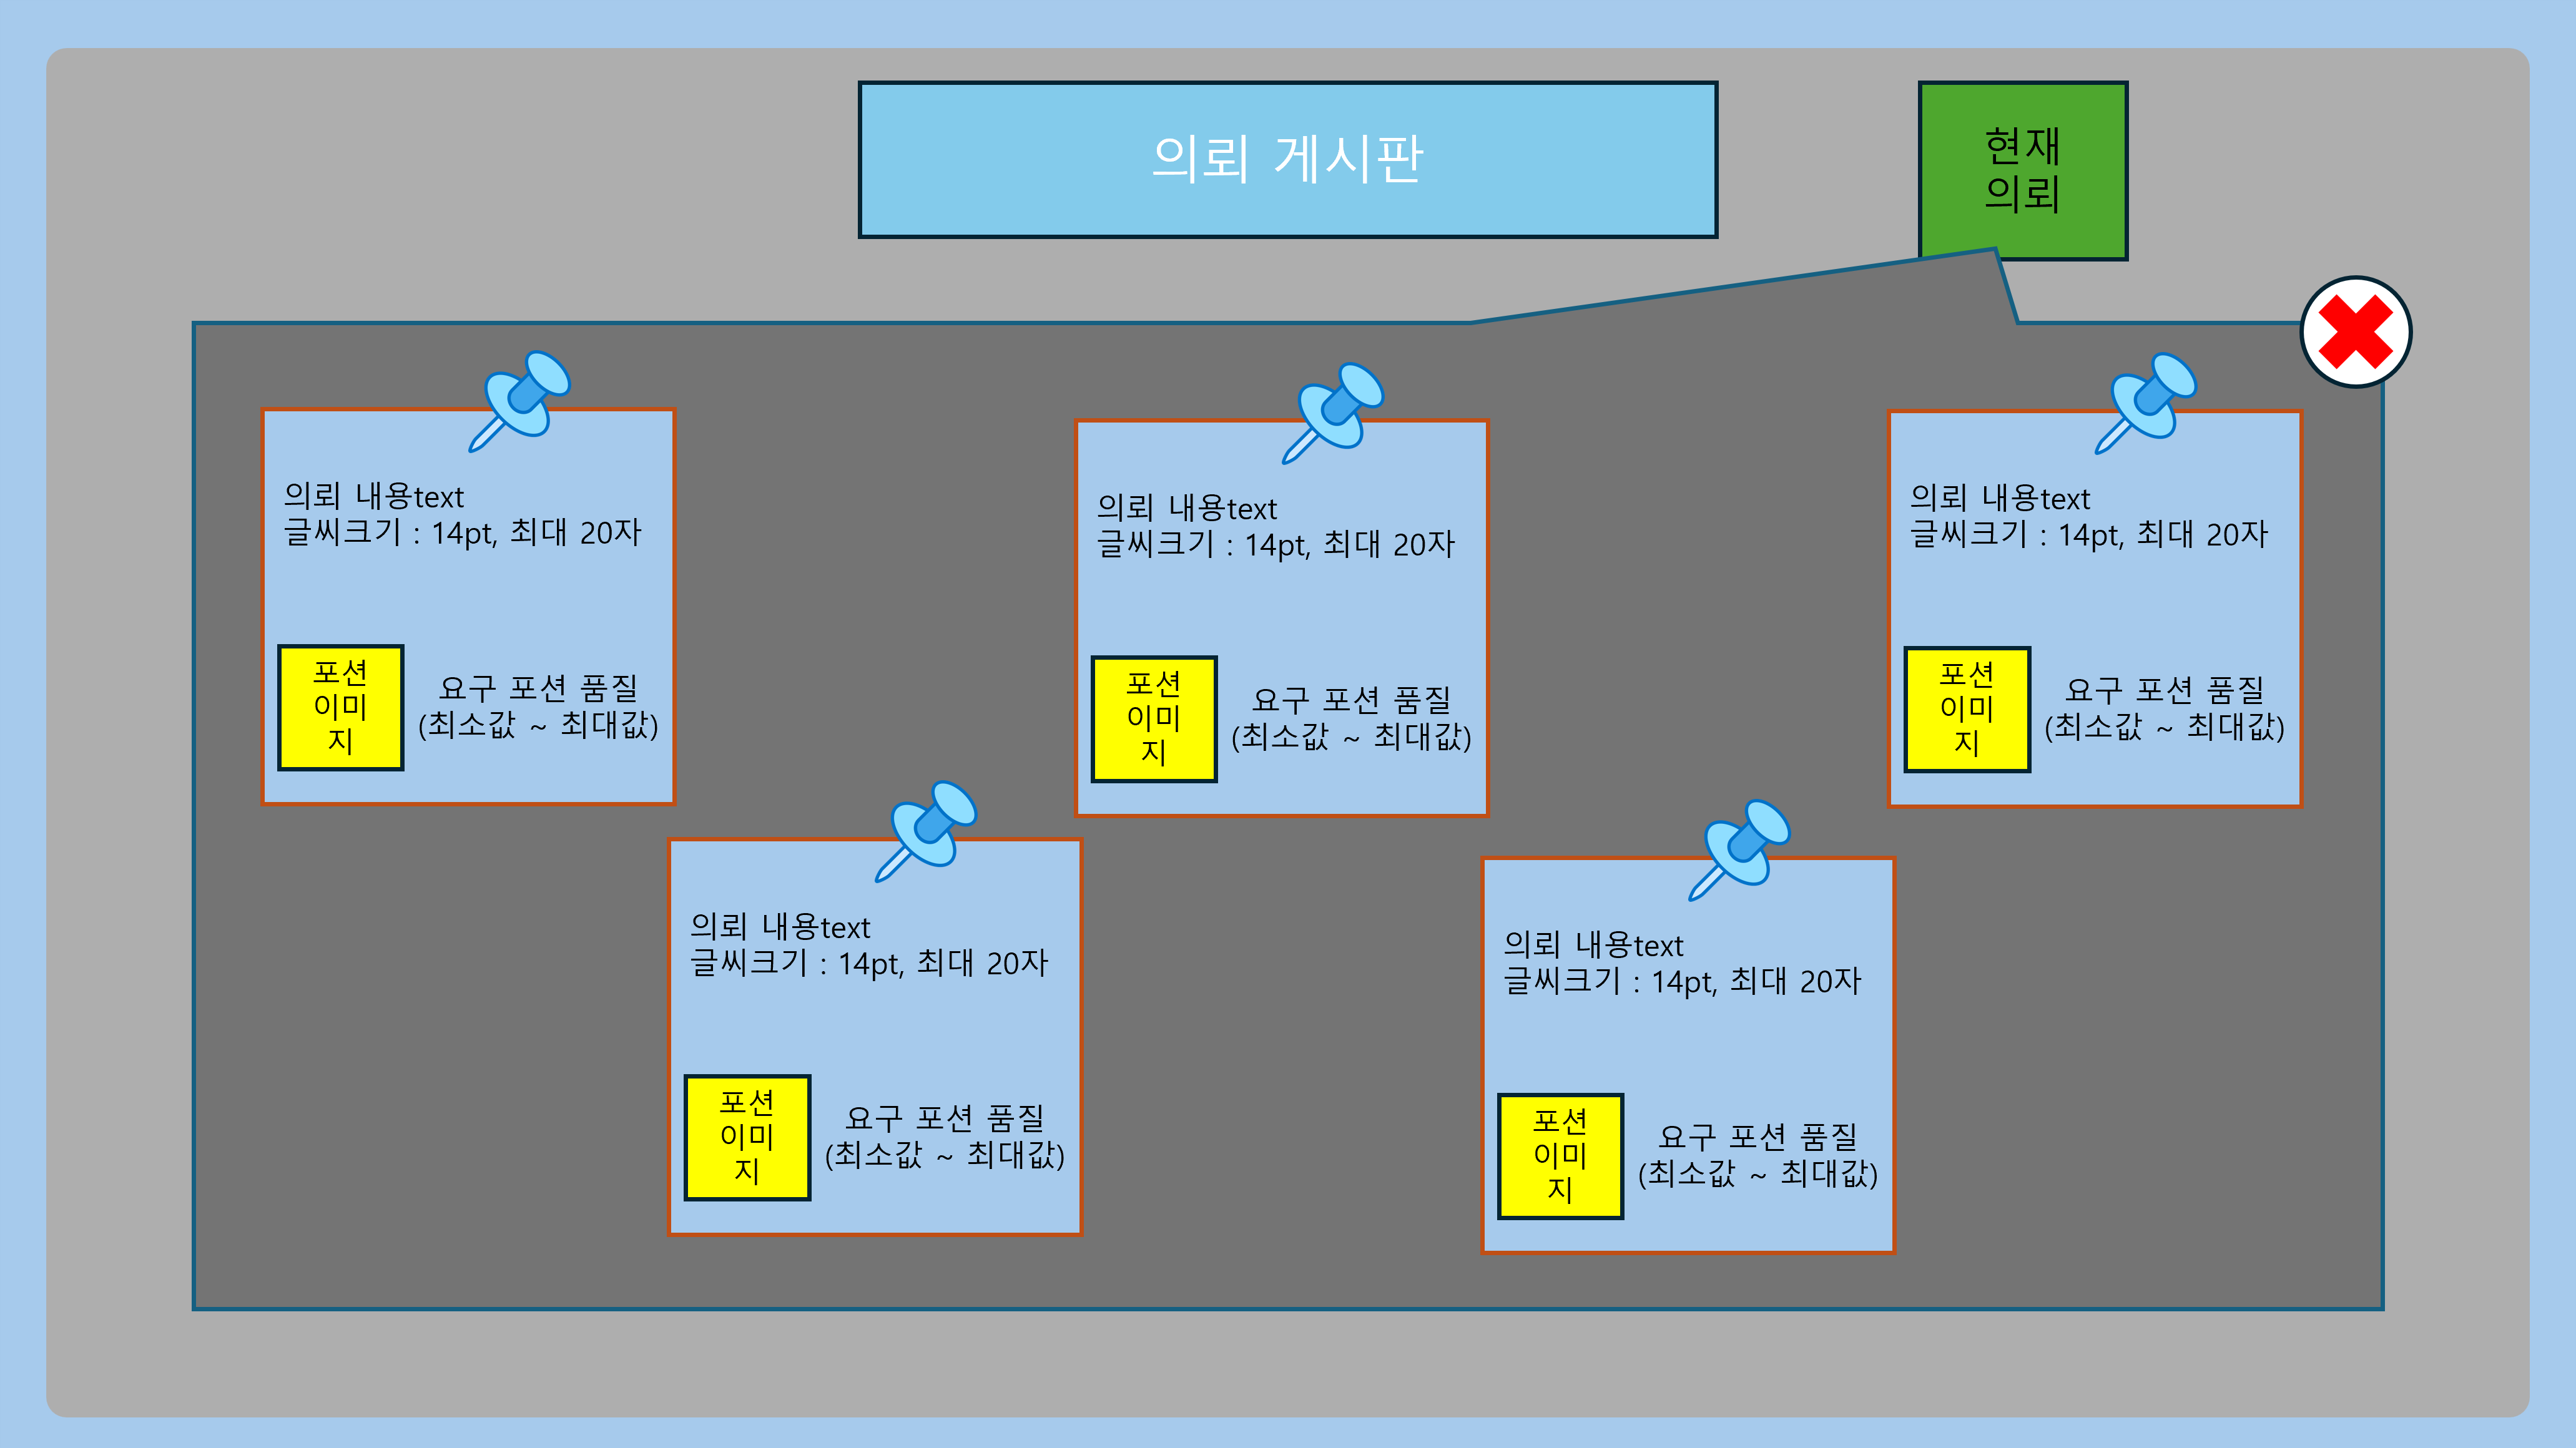 의뢰 게시판
현재
의뢰
의뢰 내용text
글씨크기 : 14pt, 최대 20자
포션
이미
지
요구 포션 품질
(최소값 ~ 최대값)
의뢰 내용text
글씨크기 : 14pt, 최대 20자
포션
이미
지
요구 포션 품질
(최소값 ~ 최대값)
의뢰 내용text
글씨크기 : 14pt, 최대 20자
포션
이미
지
요구 포션 품질
(최소값 ~ 최대값)
의뢰 내용text
글씨크기 : 14pt, 최대 20자
포션
이미
지
요구 포션 품질
(최소값 ~ 최대값)
의뢰 내용text
글씨크기 : 14pt, 최대 20자
포션
이미
지
요구 포션 품질
(최소값 ~ 최대값)